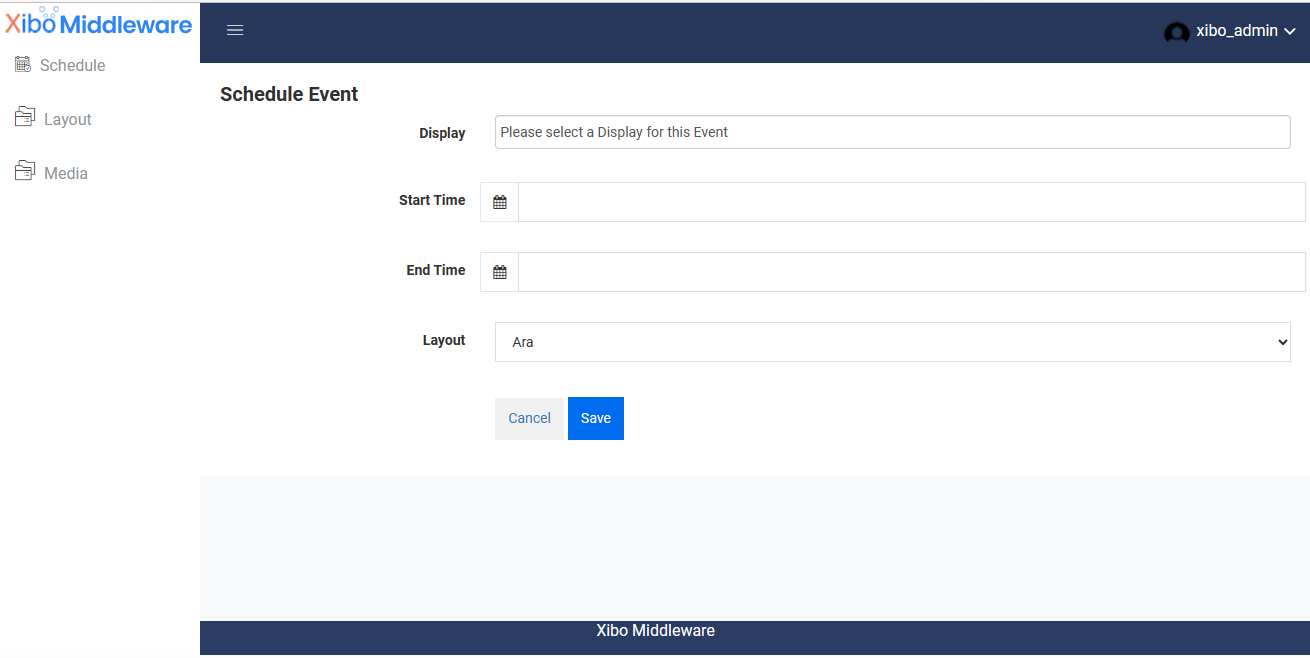 Xibo Middleware
xibo_admin
Schedule
Layout
Media
Schedule Event
Display
Please select a Display for this Event
Start Time
End Time
Layout
Ara
Cancel
Save
Xibo Middleware